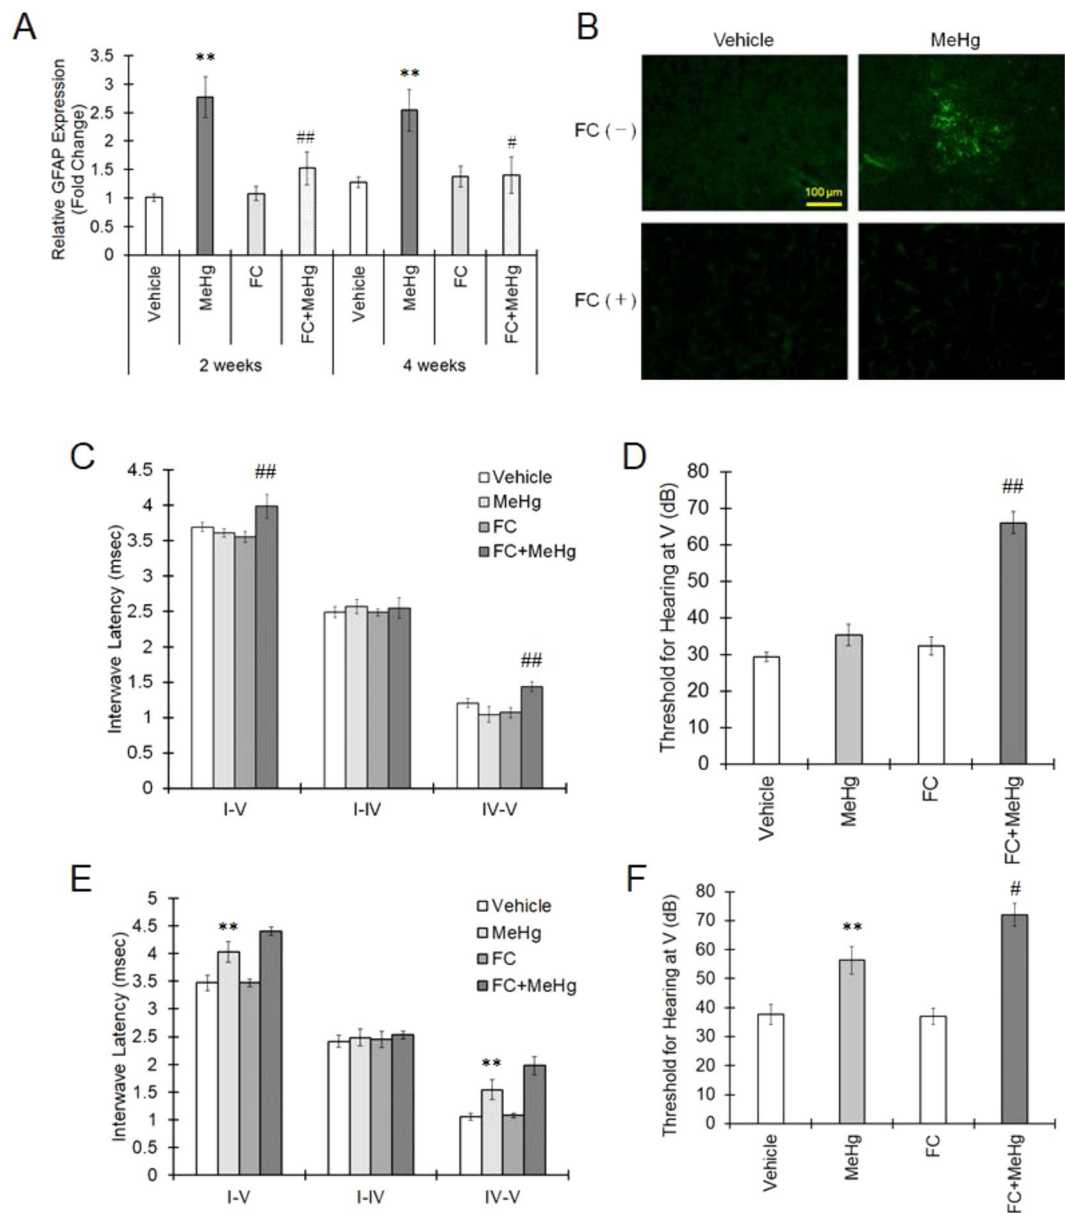 A
Relative GFAP Expression
(Fold Change)
3.5
3
2.5
2
1.5
1
0.5
0
**
##
**
#
Vehicle
MeHg
FC
FC+MeHg
Vehicle
MeHg
FC
FC+MeHg
2 weeks
4 weeks
B
Vehicle
MeHg
FC (−)
100 μm
FC (+)
C
Interwave Latency (msec)
4.5
4
3.5
3
2.5
2
1.5
1
0.5
0
##
##
Vehicle
MeHg
FC
FC+MeHg
I-V
I-IV
IV-V
D
Threshold for Hearing at V (dB)
80
70
60
50
40
30
20
10
0
##
Vehicle
MeHg
FC
FC+MeHg
E
Interwave Latency (msec)
5
4.5
4
3.5
3
2.5
2
1.5
1
0.5
0
**
**
Vehicle
MeHg
FC
FC+MeHg
I-V
I-IV
IV-V
F
Threshold for Hearing at V (dB)
80
70
60
50
40
30
20
10
0
**
#
Vehicle
MeHg
FC
FC+MeHg